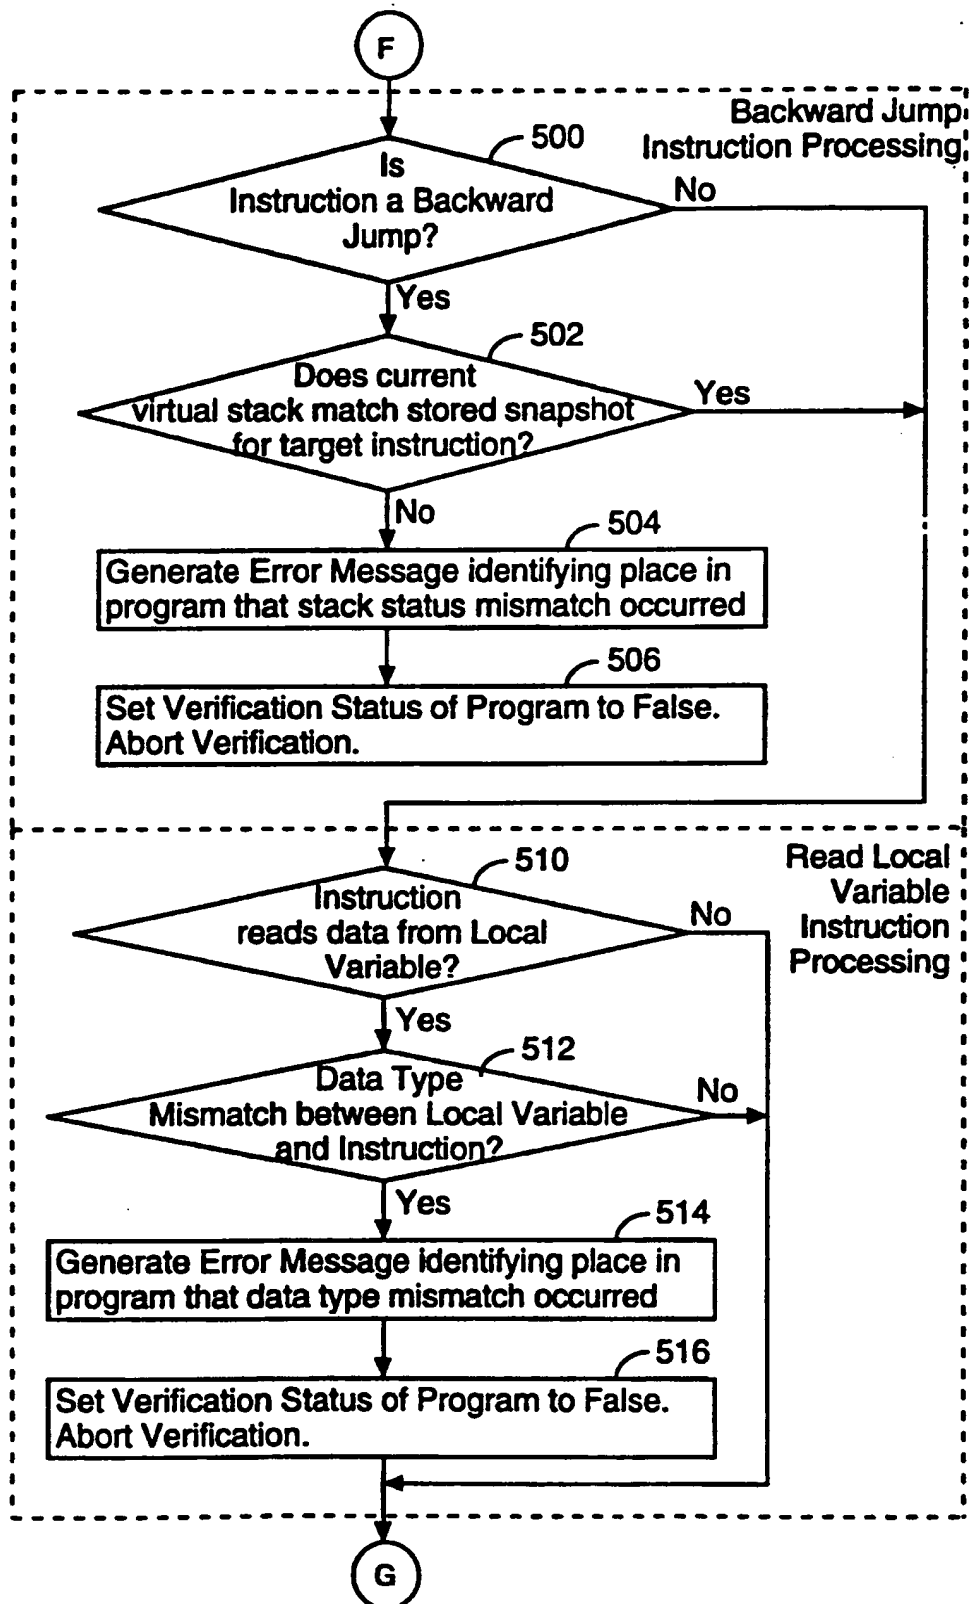 F
Backward Jump
Instruction Processing
500
Is
Instruction a Backward
Jump?
No
Yes
502
Does current
virtual stack match stored snapshot
for target instruction?
Yes
No
504
Generate Error Message identifying place in
program that stack status mismatch occurred
506
Set Verification Status of Program to False.
Abort Verification.
Read Local
Variable
Instruction
Processing
510
Instruction
reads data from Local
Variable?
No
Yes
512
Data Type
Mismatch between Local Variable
and Instruction?
No
Yes
514
Generate Error Message identifying place in
program that data type mismatch occurred
516
Set Verification Status of Program to False.
Abort Verification.
G